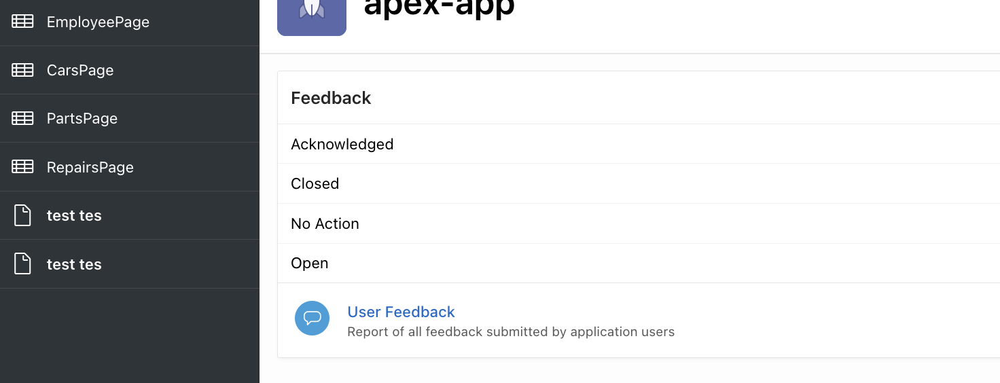 EmployeePage
CarsPage
PartsPage
RepairsPage
test tes
test tes
apex-app
Feedback
Acknowledged
Closed
No Action
Open
User Feedback
Report of all feedback submitted by application users